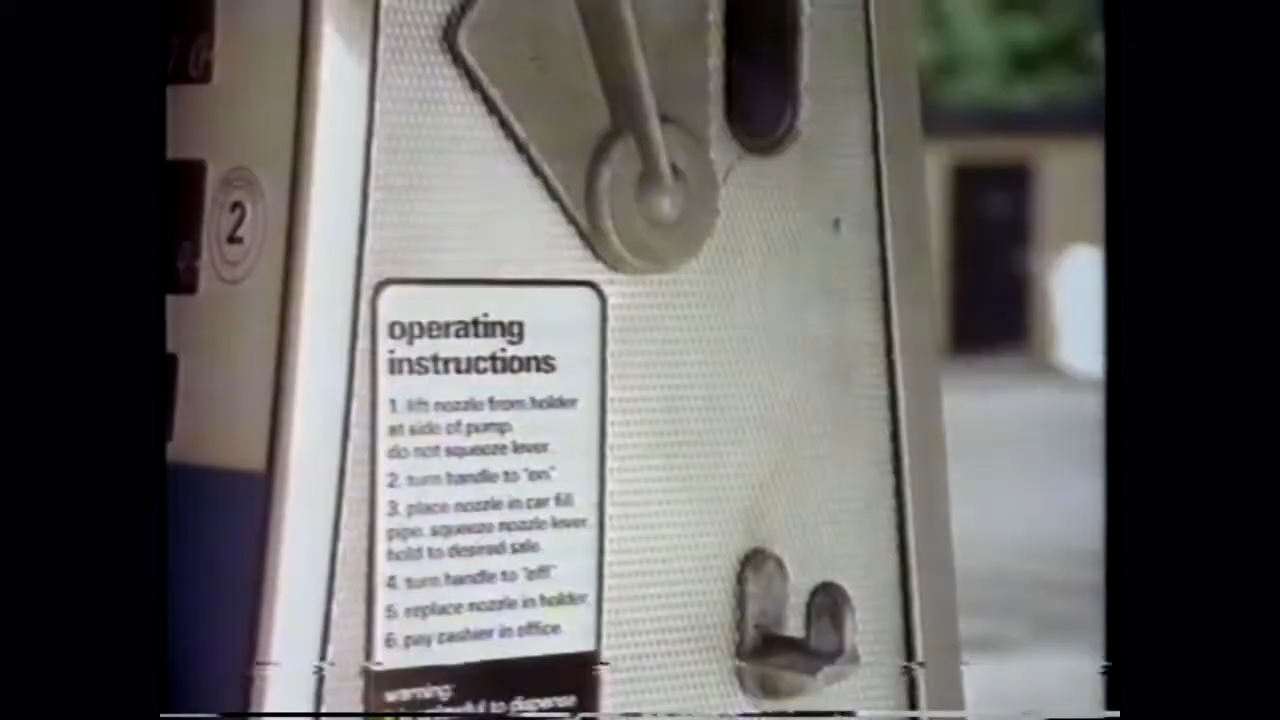 2
operating
instructions
1. lift nozzle from holder
at side of pump.
do not squeeze lever.
2. turn handle to "on"
3. place nozzle in car fill
pipe. squeeze nozzle lever.
hold to desired sale.
4. turn handle to "off"
5. replace nozzle in holder.
6. pay cashier in office.
warning:
to dispense